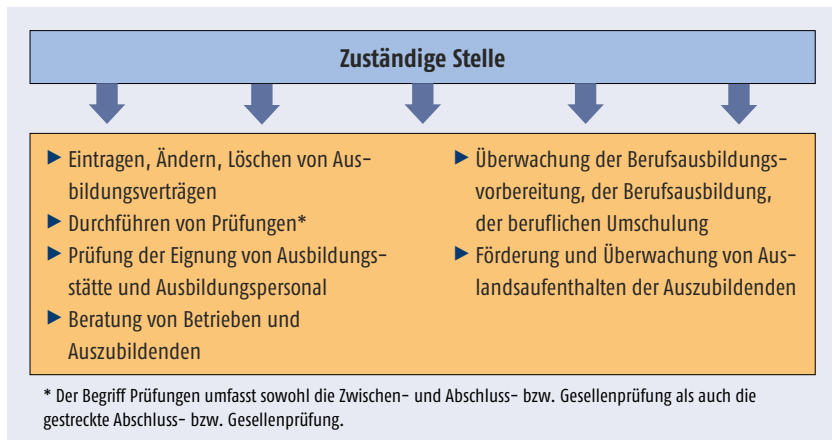 Zuständige Stelle
▶ Eintragen, Ändern, Löschen von Aus-
bildungsverträgen
▶ Durchführen von Prüfungen*
▶ Prüfung der Eignung von Ausbildungs-
stätte und Ausbildungspersonal
▶ Beratung von Betrieben und
Auszubildenden
▶ Überwachung der Berufsausbildungs-
vorbereitung, der Berufsausbildung,
der beruflichen Umschulung
▶ Förderung und Überwachung von Aus-
landsaufenthalten der Auszubildenden
* Der Begriff Prüfungen umfasst sowohl die Zwischen- und Abschluss- bzw. Gesellenprüfung als auch die
gestreckte Abschluss- bzw. Gesellenprüfung.